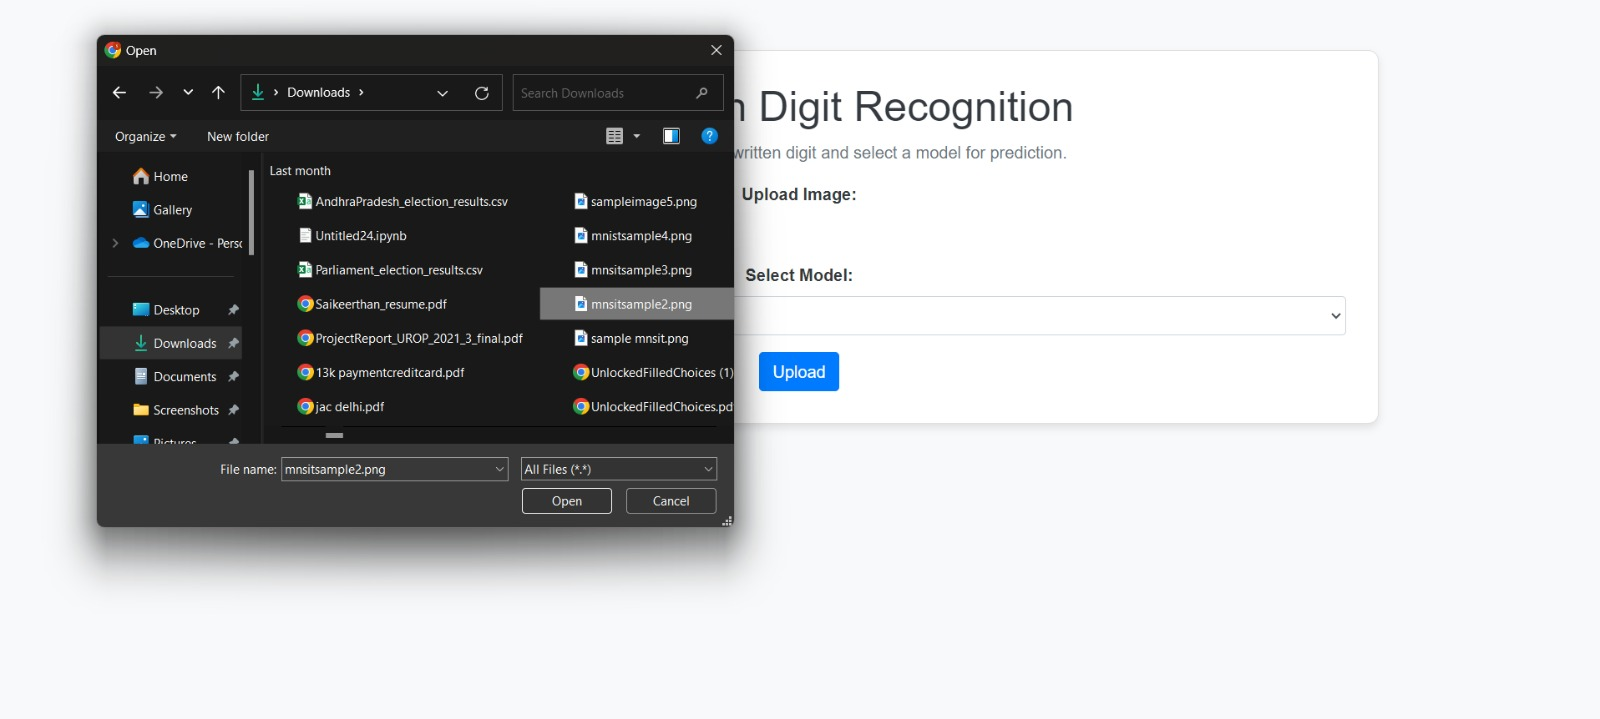 Open
Downloads
Search Downloads
Organize
New folder
Home
Gallery
OneDrive - Pers
Desktop
Downloads
Documents
Screenshots
Pictures
Last month
AndhraPradesh_election_results.csv
Untitled24.ipynb
Parliament_election_results.csv
Saikeerthan_resume.pdf
ProjectReport_UROP_2021_3_final.pdf
13k paymentcreditcard.pdf
jac delhi.pdf
sampleimage5.png
mnistsample4.png
mnsitsample3.png
mnsitsample2.png
sample mnsit.png
UnlockedFilledChoices (1)
UnlockedFilledChoices.pd
File name: mnsitsample2.png
All Files (*.*)
Open
Cancel
n Digit Recognition
written digit and select a model for prediction.
Upload Image:
Select Model:
Upload